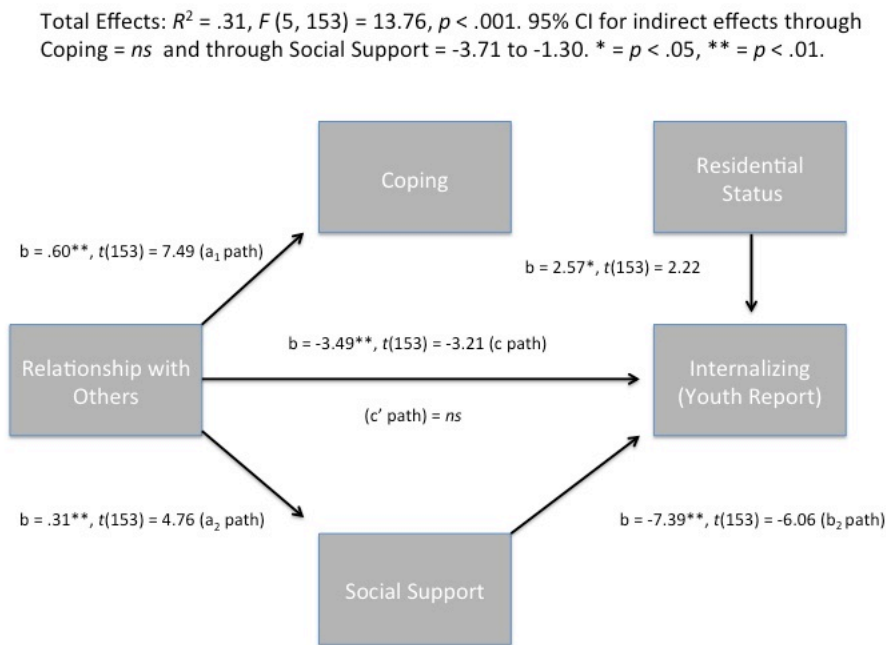 Total Effects: R² = .31, F (5, 153) = 13.76, p < .001. 95% CI for indirect effects through
Coping = ns and through Social Support = -3.71 to -1.30. * = p < .05, ** = p < .01.
Coping
Residential
Status
b = .60**, t(153) = 7.49 (a₁ path)
b = 2.57*, t(153) = 2.22
b = -3.49**, t(153) = -3.21 (c path)
Relationship with
Others
Internalizing
(Youth Report)
(c’ path) = ns
b = .31**, t(153) = 4.76 (a₂ path)
b = -7.39**, t(153) = -6.06 (b₂ path)
Social Support